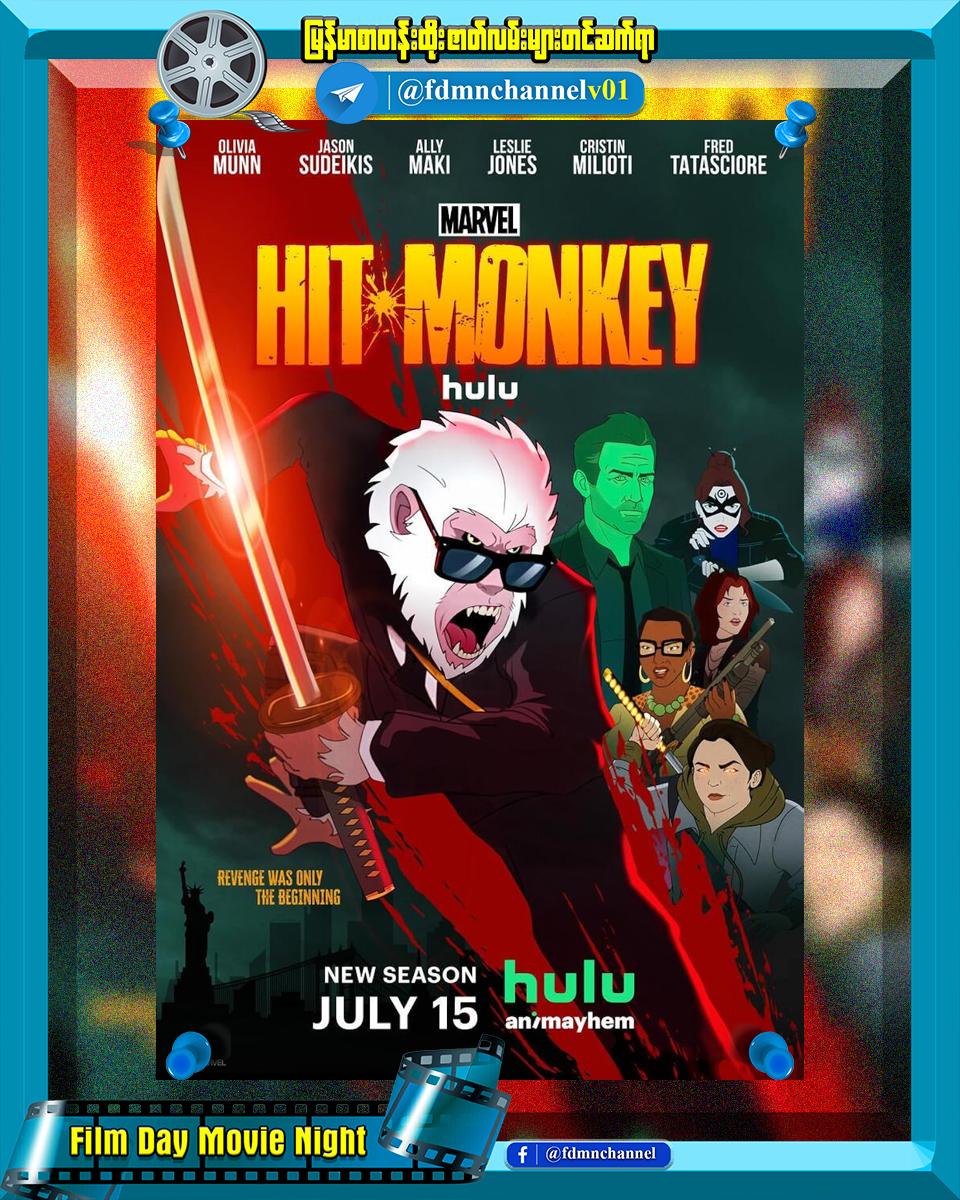 မြန်မာစာတန်းထိုးဇာတ်လမ်းများတင်ဆက်ရာ
@fdmnchannelv01
OLIVIA MUNN
JASON SUDEIKIS
ALLY MAKI
LESLIE JONES
CRISTIN MILIOTI
FRED TATASCIORE
MARVEL
HIT MONKEY
hulu
REVENGE WAS ONLY
THE BEGINNING
NEW SEASON
JULY 15
hulu
animayhem
Film Day Movie Night
@fdmnchannel